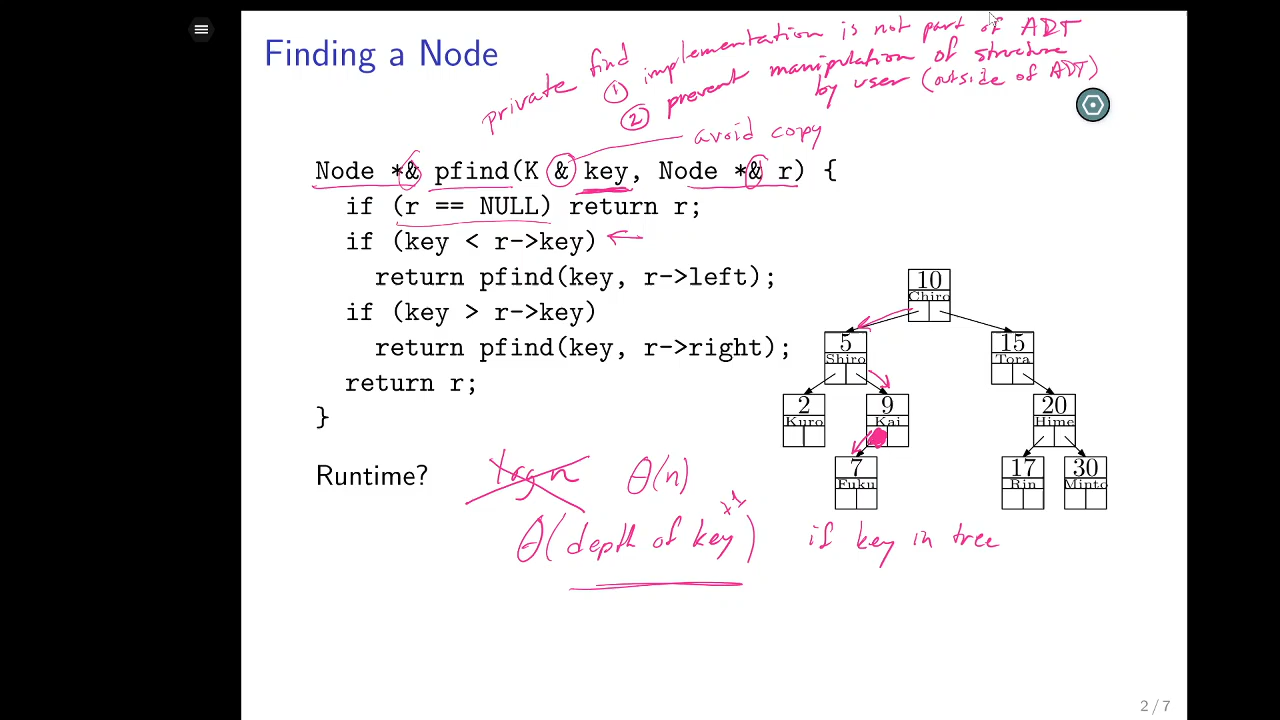 Finding a Node
private find
① implementation is not part of ADT
② prevent manipulation of structure
by user (outside of ADT)
avoid copy
Node *& pfind(K & key, Node *& r) {
if (r == NULL) return r;
if (key < r->key)
return pfind(key, r->left);
if (key > r->key)
return pfind(key, r->right);
return r;
}
10
Chiro
5
Shiro
15
Tora
2
Kuro
9
Kai
20
Hime
7
Fuku
17
Rin
30
Minto
Runtime?
log n
θ(n)
θ(depth of key+1)
if key in tree
2 / 7